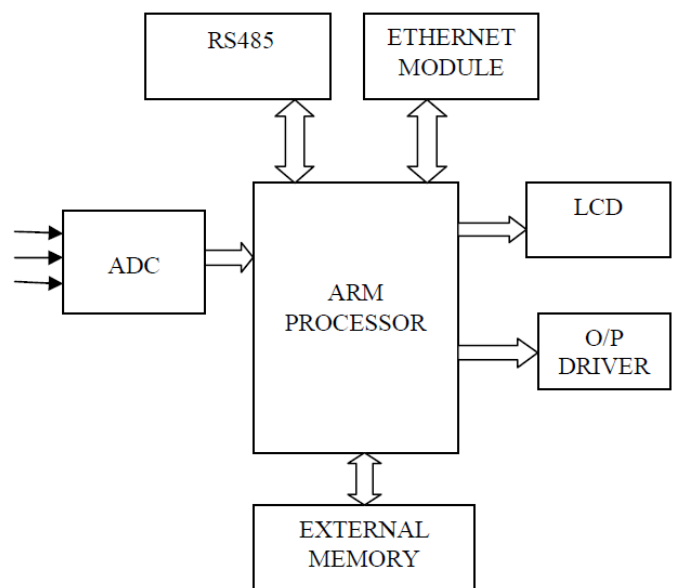 RS485
ETHERNET
MODULE
ADC
ARM
PROCESSOR
LCD
O/P
DRIVER
EXTERNAL
MEMORY